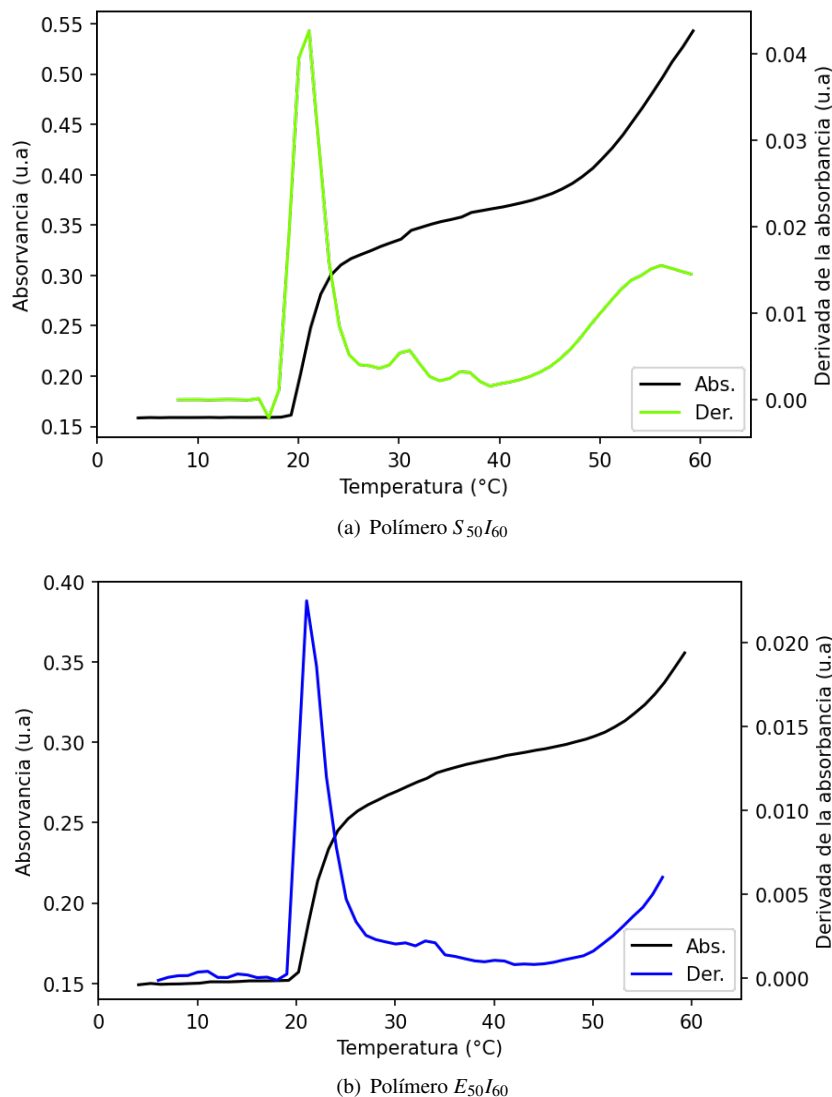 0.55
0.50
0.45
0.40
0.35
0.30
0.25
0.20
0.15
Absorvancia (u.a)
0.04
0.03
0.02
0.01
0.00
Derivada de la absorbancia (u.a)
Abs.
Der.
0 10 20 30 40 50 60
Temperatura (°C)
(a) Polímero S50I60
0.40
0.35
0.30
0.25
0.20
0.15
Absorvancia (u.a)
0.020
0.015
0.010
0.005
0.000
Derivada de la absorbancia (u.a)
Abs.
Der.
0 10 20 30 40 50 60
Temperatura (°C)
(b) Polímero E50I60